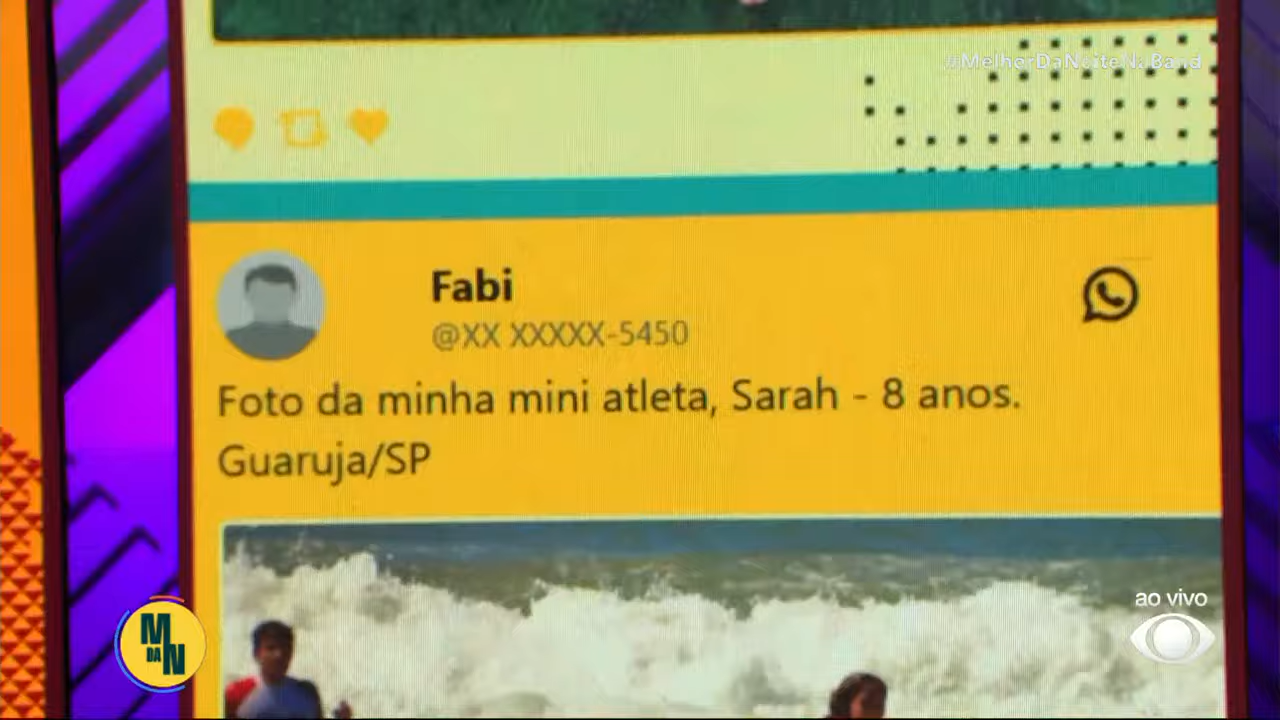 #MelhorDaNoiteNaBand
Fabi
@XX XXXXX-5450
Foto da minha mini atleta, Sarah - 8 anos.
Guaruja/SP
ao vivo
M
DA
N